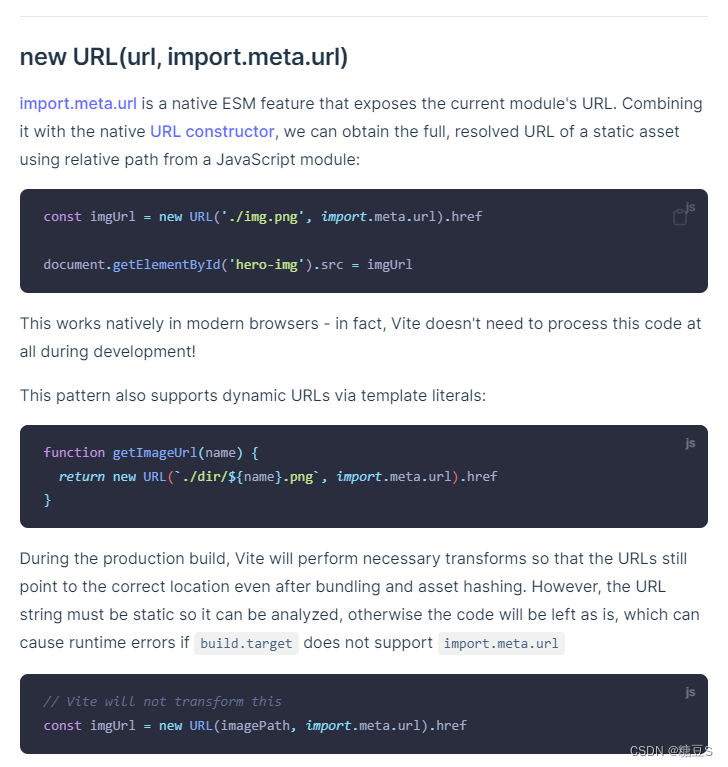 new URL(url, import.meta.url)
import.meta.url is a native ESM feature that exposes the current module's URL. Combining
it with the native URL constructor, we can obtain the full, resolved URL of a static asset
using relative path from a JavaScript module:
js
const imgUrl = new URL('./img.png', import.meta.url).href
document.getElementById('hero-img').src = imgUrl
This works natively in modern browsers - in fact, Vite doesn't need to process this code at
all during development!
This pattern also supports dynamic URLs via template literals:
js
function getImageUrl(name) {
  return new URL(`./dir/${name}.png`, import.meta.url).href
}
During the production build, Vite will perform necessary transforms so that the URLs still
point to the correct location even after bundling and asset hashing. However, the URL
string must be static so it can be analyzed, otherwise the code will be left as is, which can
cause runtime errors if build.target does not support import.meta.url
js
// Vite will not transform this
const imgUrl = new URL(imagePath, import.meta.url).href
CSDN @糖豆S